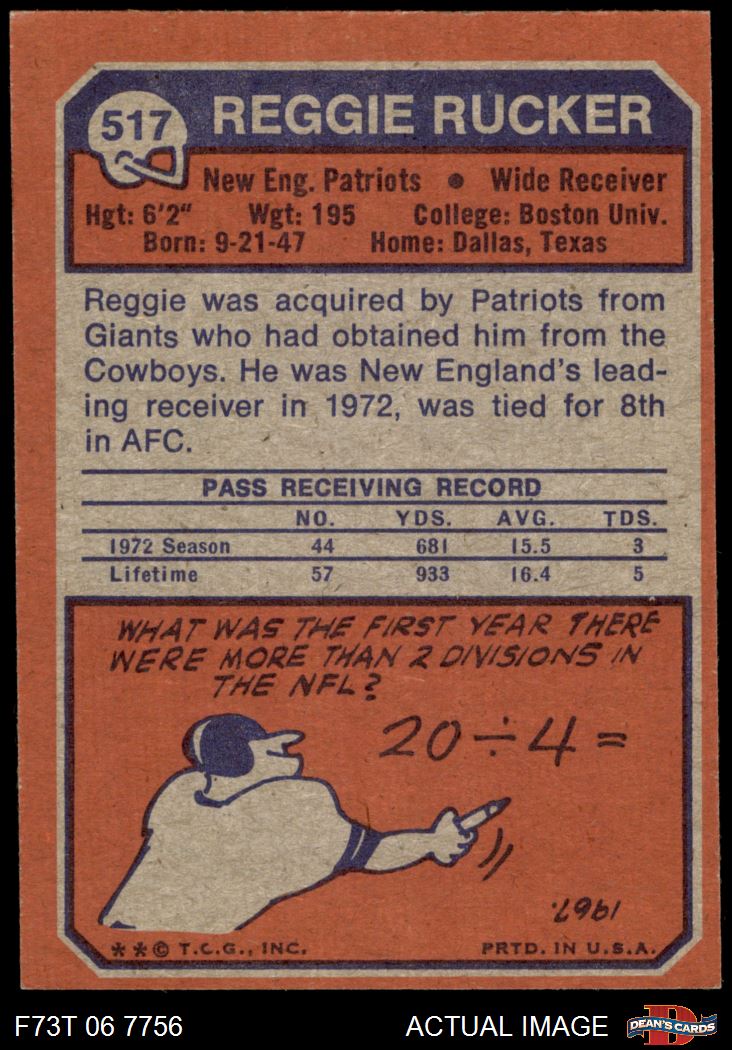 517
REGGIE RUCKER
New Eng. Patriots • Wide Receiver
Hgt: 6'2" Wgt: 195 College: Boston Univ.
Born: 9-21-47 Home: Dallas, Texas
Reggie was acquired by Patriots from
Giants who had obtained him from the
Cowboys. He was New England's lead-
ing receiver in 1972, was tied for 8th
in AFC.
PASS RECEIVING RECORD
NO. YDS. AVG. TDS.
1972 Season 44 681 15.5 3
Lifetime 57 933 16.4 5
WHAT WAS THE FIRST YEAR THERE
WERE MORE THAN 2 DIVISIONS IN
THE NFL?
20 ÷ 4 =
1967.
**© T.C.G., INC. PRTD. IN U.S.A.
F73T 06 7756 ACTUAL IMAGE
D
DEAN'S CARDS